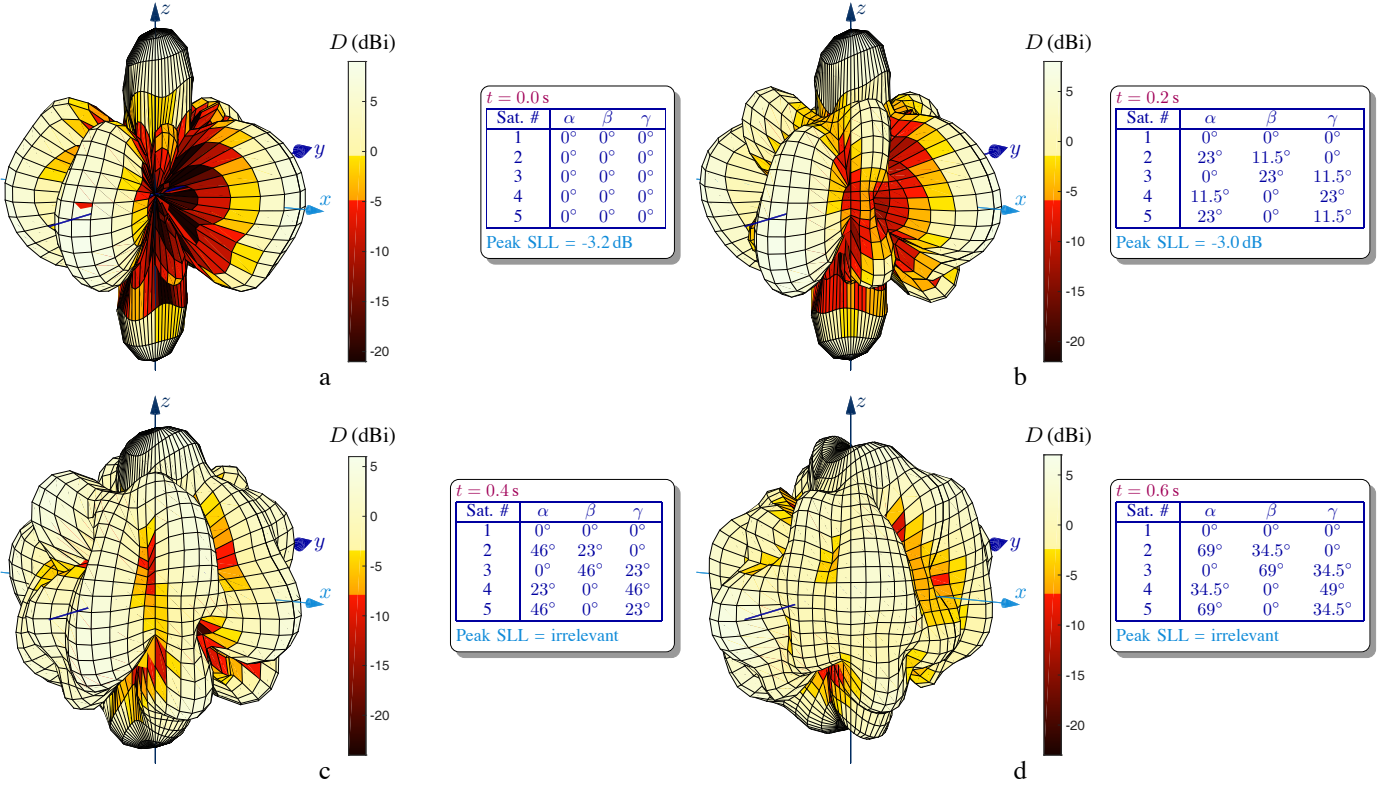 z
D (dBi)
y
x
5
0
-5
-10
-15
-20
t = 0.0 s
Sat. # α β γ
1 0° 0° 0°
2 0° 0° 0°
3 0° 0° 0°
4 0° 0° 0°
5 0° 0° 0°
Peak SLL = -3.2 dB
a
z
D (dBi)
y
x
5
0
-5
-10
-15
-20
t = 0.2 s
Sat. # α β γ
1 0° 0° 0°
2 23° 11.5° 0°
3 0° 23° 11.5°
4 11.5° 0° 23°
5 23° 0° 11.5°
Peak SLL = -3.0 dB
b
z
D (dBi)
y
x
5
0
-5
-10
-15
-20
t = 0.4 s
Sat. # α β γ
1 0° 0° 0°
2 46° 23° 0°
3 0° 46° 23°
4 23° 0° 46°
5 46° 0° 23°
Peak SLL = irrelevant
c
z
D (dBi)
y
x
5
0
-5
-10
-15
-20
t = 0.6 s
Sat. # α β γ
1 0° 0° 0°
2 69° 34.5° 0°
3 0° 69° 34.5°
4 34.5° 0° 49°
5 69° 0° 34.5°
Peak SLL = irrelevant
d